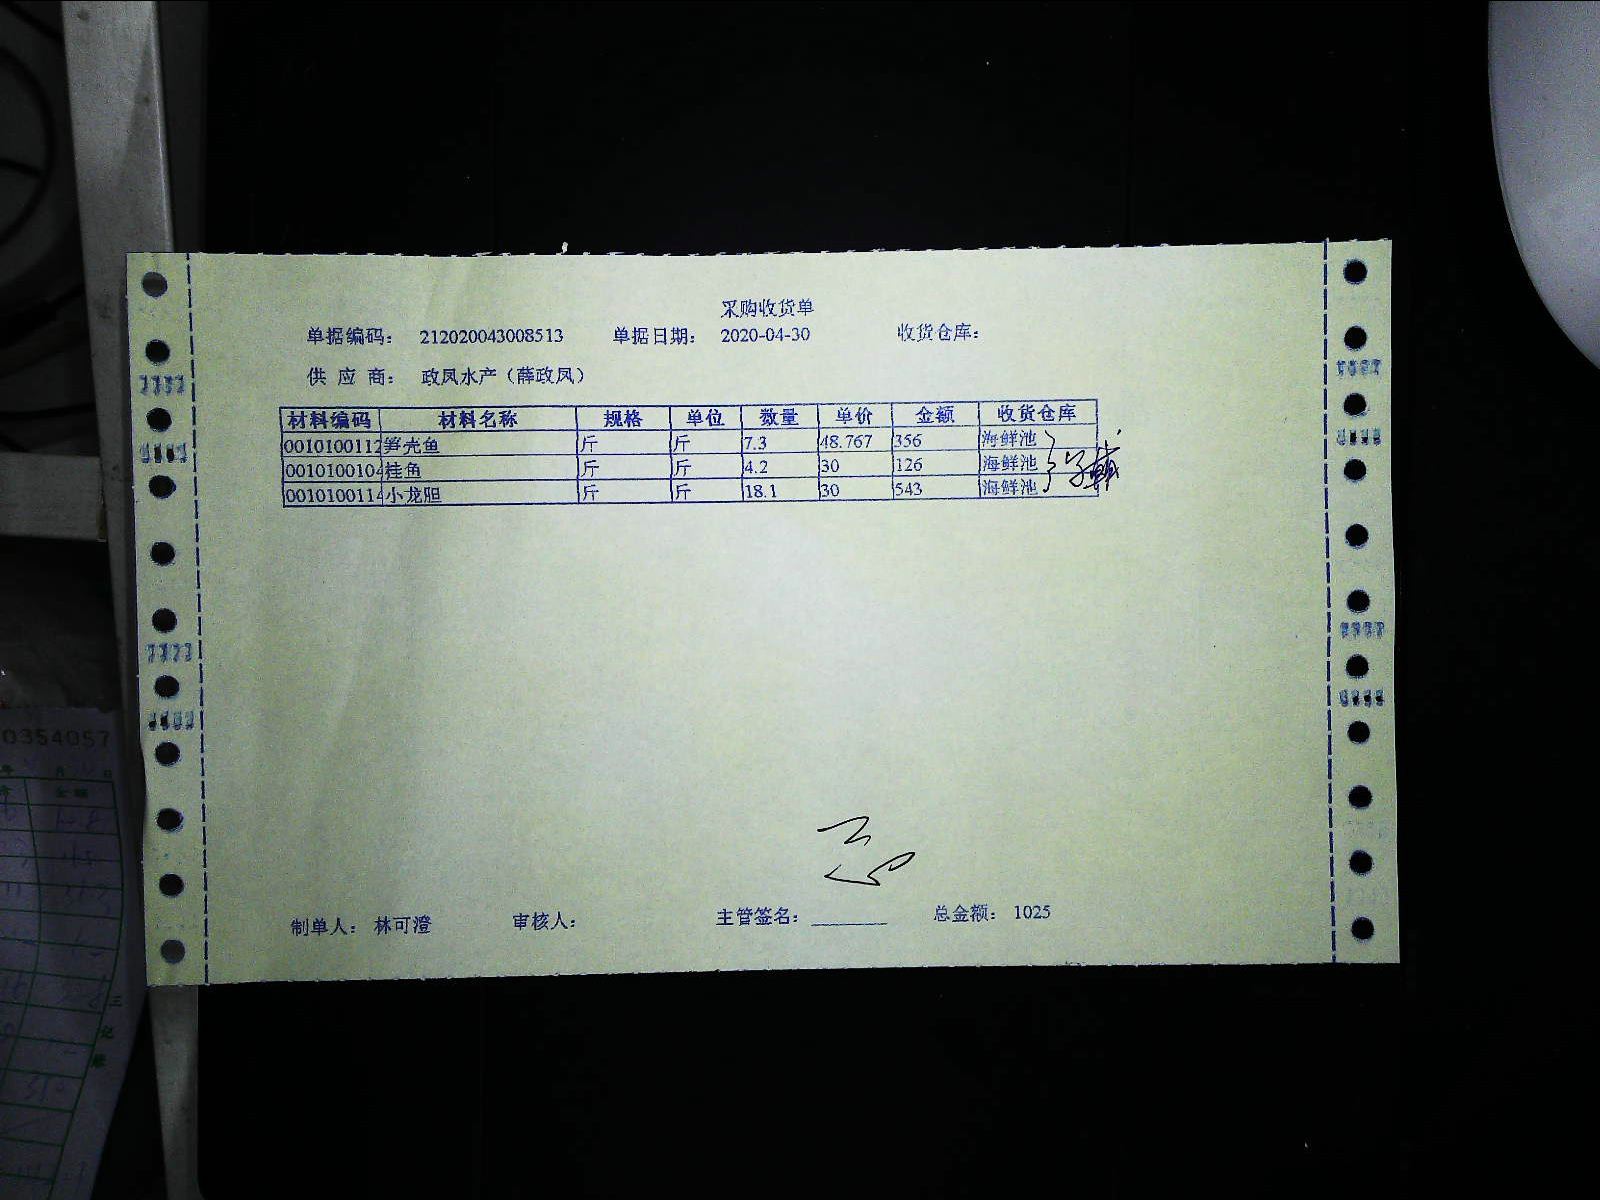 采购收货单
单据编码： 212020043008513 单据日期： 2020-04-30 收货仓库：
供 应 商： 政凤水产（薛政凤）
材料编码 材料名称 规格 单位 数量 单价 金额 收货仓库
0010100112 笋壳鱼 斤 斤 7.3 48.767 356 海鲜池
0010100104 桂鱼 斤 斤 4.2 30 126 海鲜池
0010100114 小龙胆 斤 斤 18.1 30 543 海鲜池
制单人： 林可澄 审核人： 主管签名： 总金额： 1025
0354057